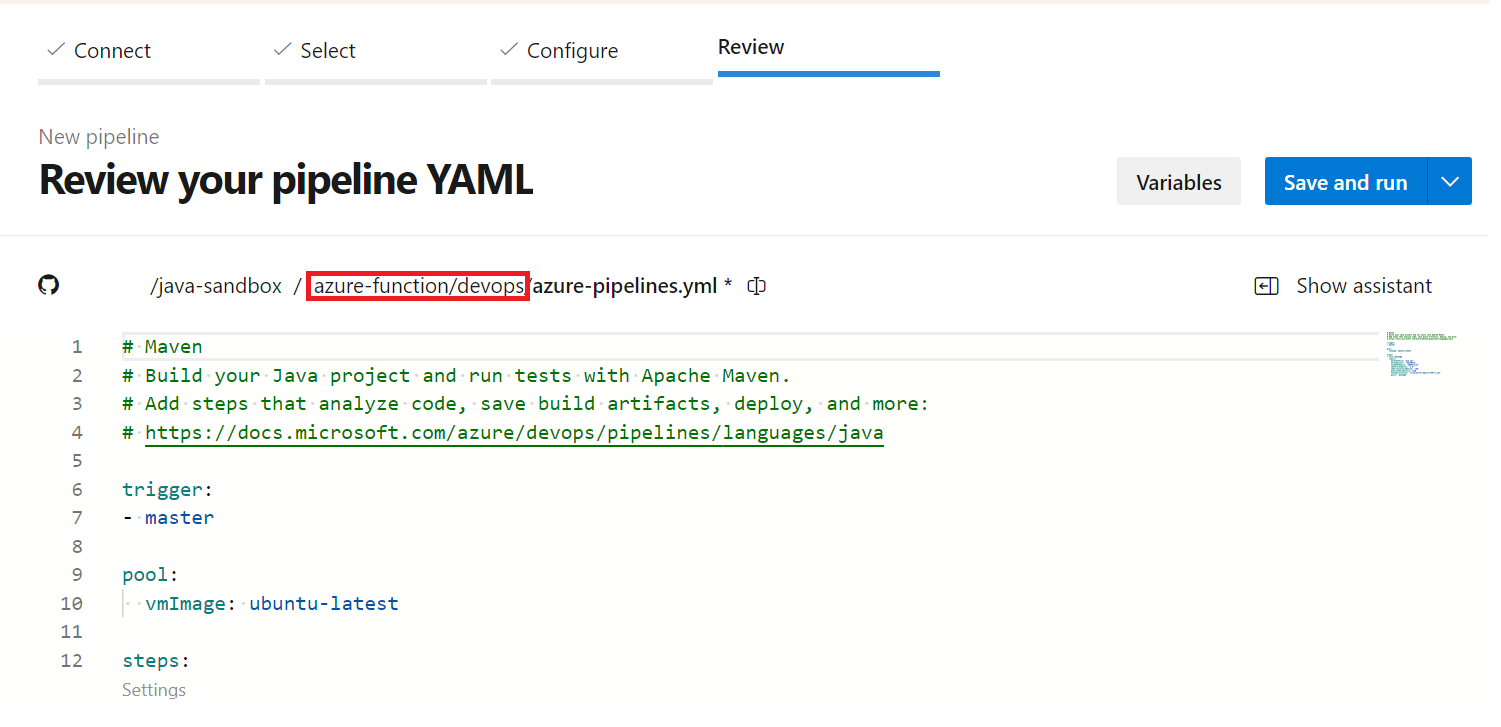 Connect Select Configure Review
New pipeline
Review your pipeline YAML
Variables Save and run
/java-sandbox / azure-function/devops/azure-pipelines.yml * Show assistant
1 # Maven
2 # Build your Java project and run tests with Apache Maven.
3 # Add steps that analyze code, save build artifacts, deploy, and more:
4 # https://docs.microsoft.com/azure/devops/pipelines/languages/java
5
6 trigger:
7 - master
8
9 pool:
10   vmImage: ubuntu-latest
11
12 steps:
Settings